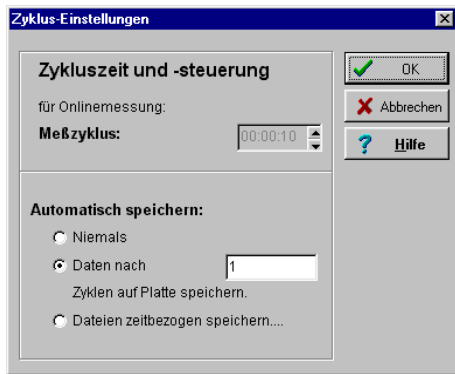 Zyklus-Einstellungen
Zykluszeit und -steuerung
für Onlinemessung:
Meßzyklus:
00:00:10
Automatisch speichern:
Niemals
Daten nach
1
Zyklen auf Platte speichern.
Dateien zeitbezogen speichern....
OK
Abbrechen
Hilfe